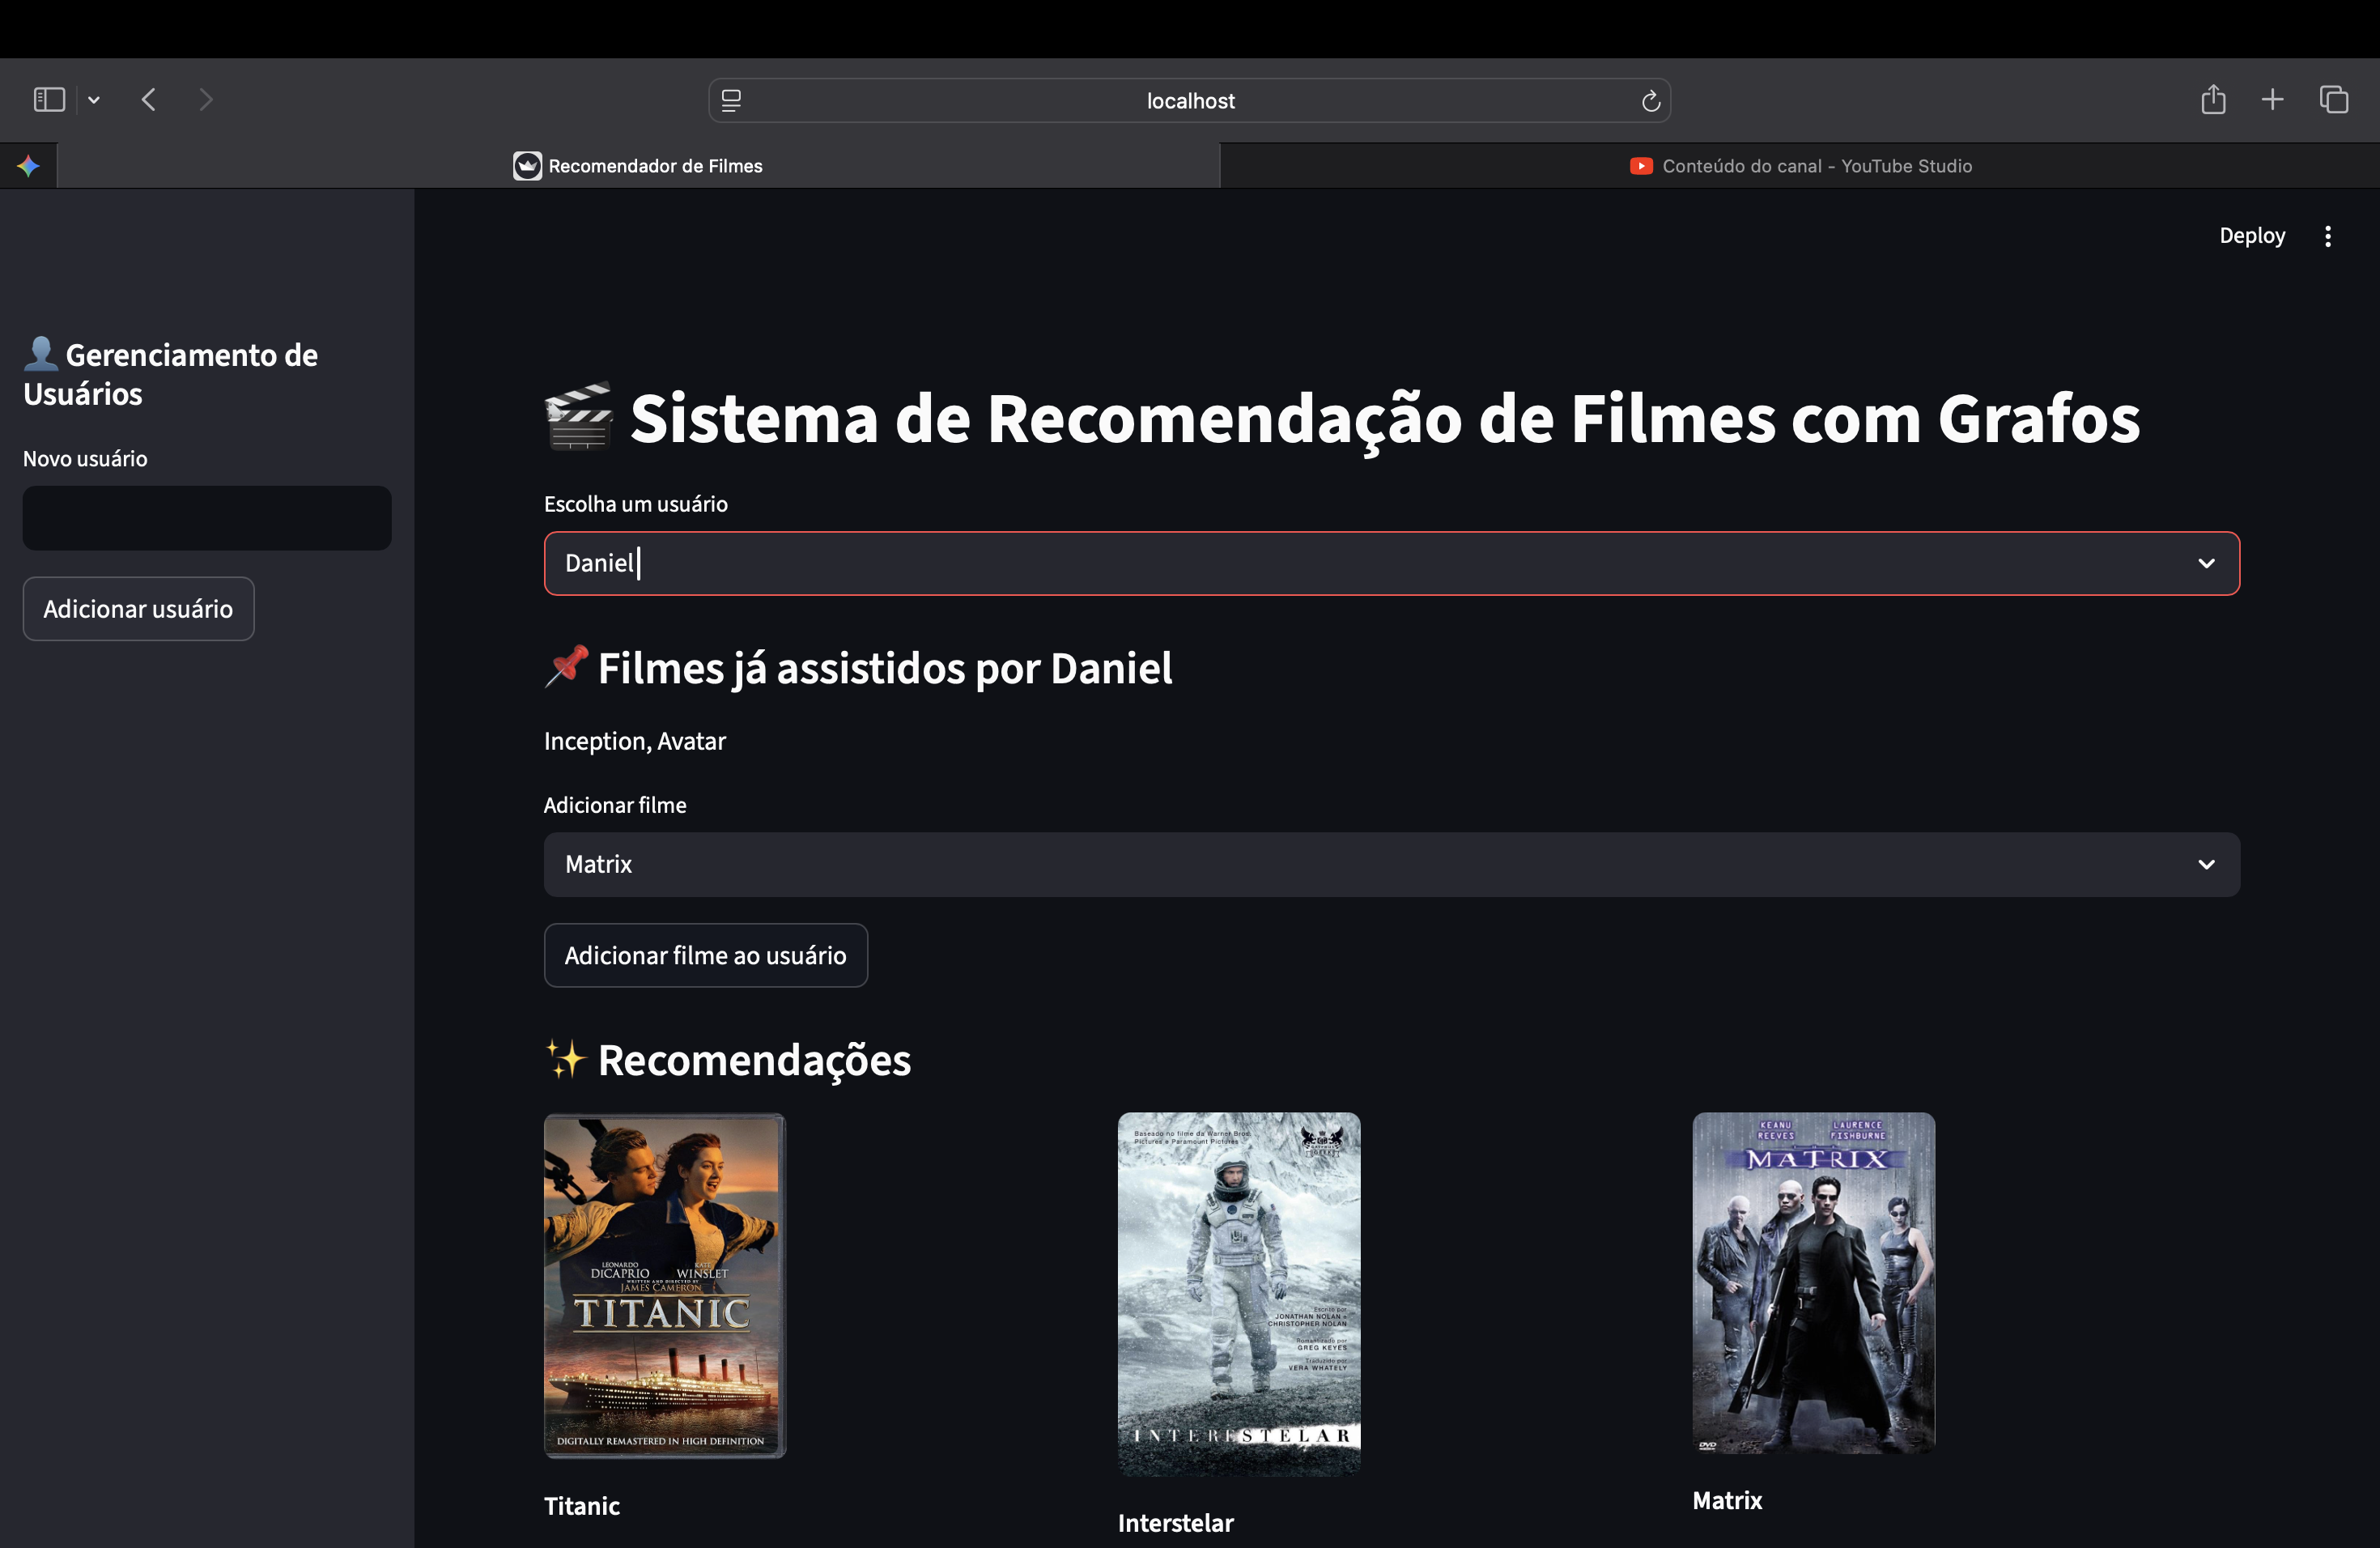 localhost
Recomendador de Filmes
Conteúdo do canal - YouTube Studio
Deploy
Gerenciamento de
Usuários
Novo usuário
Adicionar usuário
Sistema de Recomendação de Filmes com Grafos
Escolha um usuário
Daniel
Filmes já assistidos por Daniel
Inception, Avatar
Adicionar filme
Matrix
Adicionar filme ao usuário
Recomendações
LEONARDO
DICAPRIO
KATE
WINSLET
WRITTEN AND DIRECTED BY
JAMES CAMERON
TITANIC
DIGITALLY REMASTERED IN HIGH DEFINITION
Titanic
Baseado no filme da Warner Bros.
Pictures e Paramount Pictures
Escrito por
JONATHAN NOLAN e
CHRISTOPHER NOLAN
Romantizado por
GREG KEYES
Traduzido por
VERA WHATELY
INTERESTELAR
Interstelar
KEANU
REEVES
LAURENCE
FISHBURNE
MATRIX
DVD
Matrix